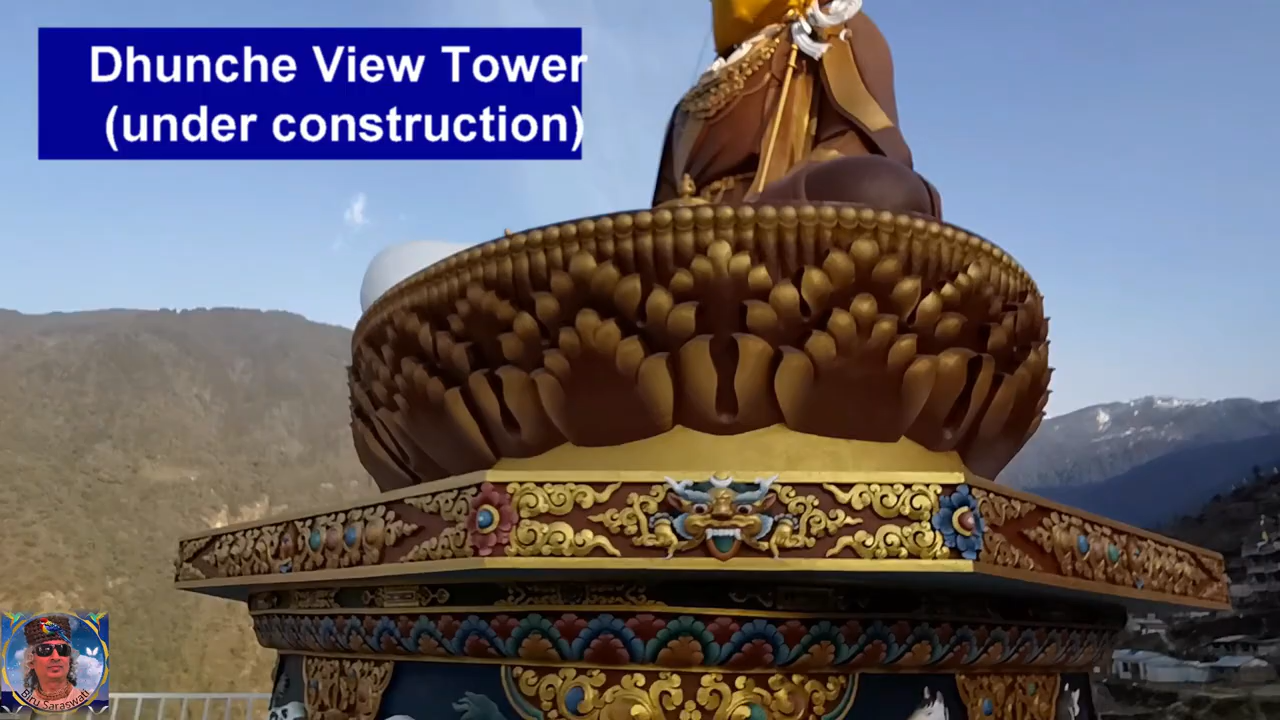 Dhunche View Tower
(under construction)
Biru Saraswati